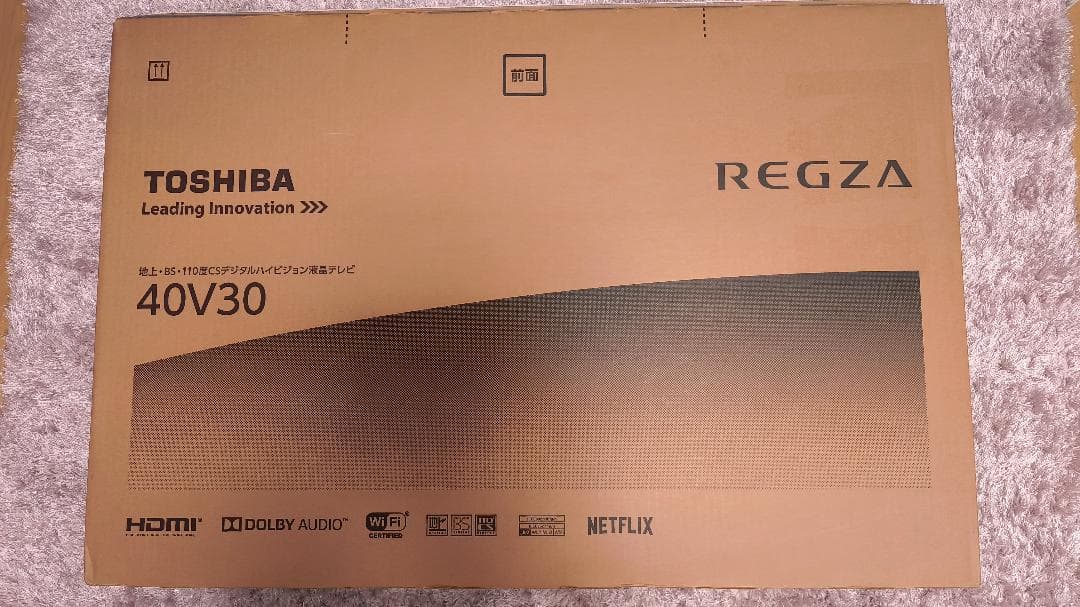 前面
TOSHIBA
Leading Innovation >>>
REGZA
地上・BS・110度CSデジタルハイビジョン液晶テレビ
40V30
HDMI
DOLBY AUDIO™
Wi Fi
CERTIFIED
BS
NETFLIX